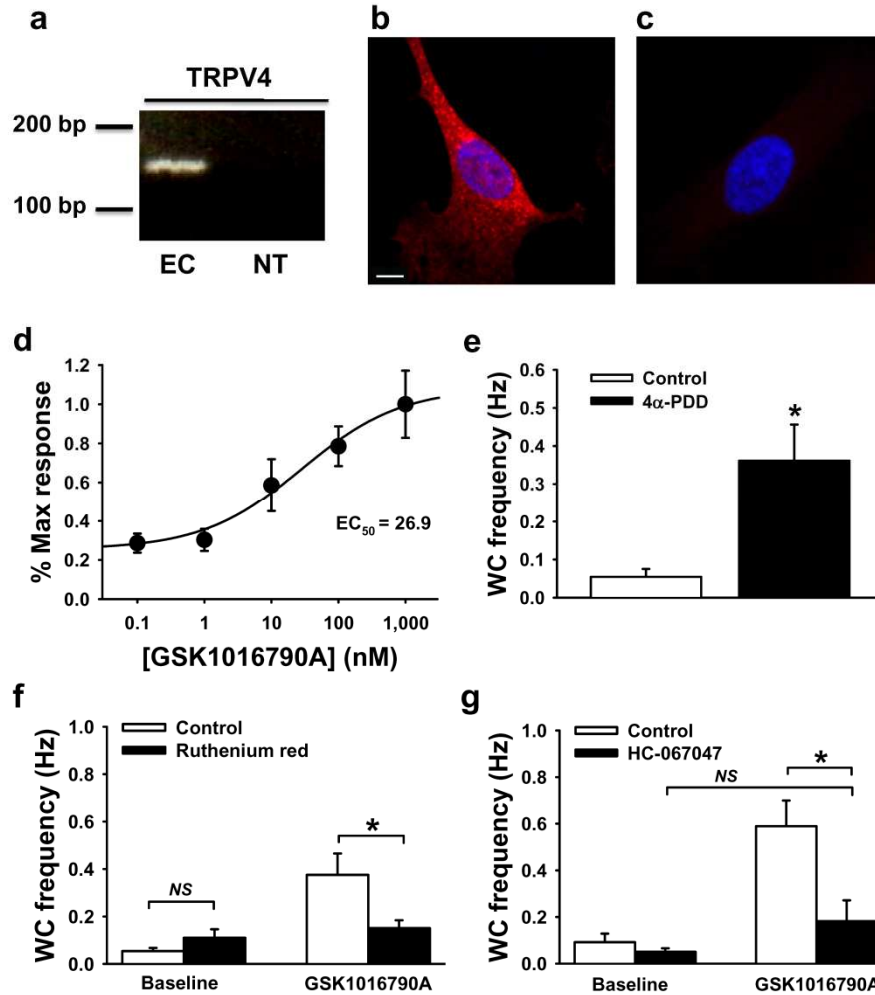 a
TRPV4
200 bp
100 bp
EC NT
b
c
d
% Max response
1.2
1.0
0.8
0.6
0.4
0.2
0.0
EC50 = 26.9
0.1 1 10 100 1,000
[GSK1016790A] (nM)
e
WC frequency (Hz)
0.6
0.5
0.4
0.3
0.2
0.1
0.0
Control
4α-PDD
*
f
WC frequency (Hz)
1.0
0.8
0.6
0.4
0.2
0.0
Control
Ruthenium red
NS
*
Baseline GSK1016790A
g
WC frequency (Hz)
1.0
0.8
0.6
0.4
0.2
0.0
Control
HC-067047
NS
*
Baseline GSK1016790A